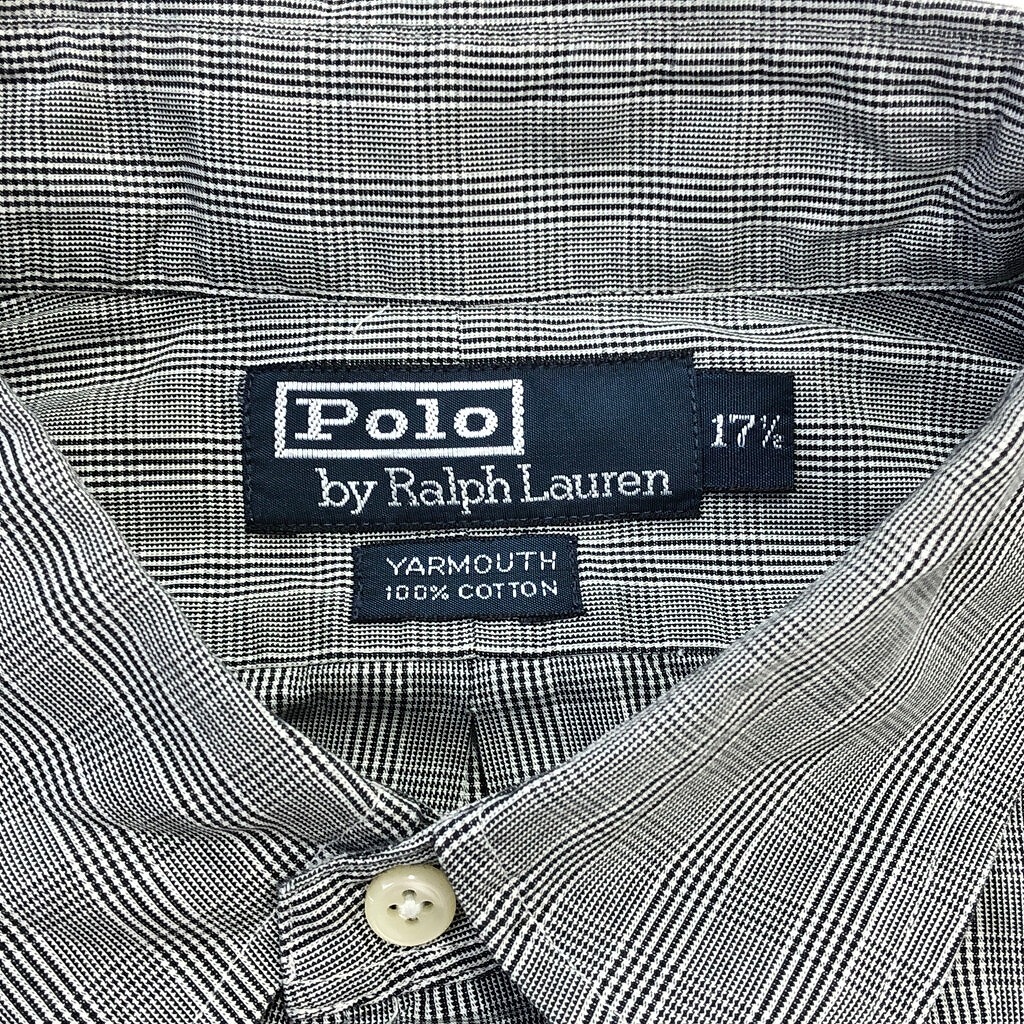 Polo
by Ralph Lauren
17½
YARMOUTH
100% COTTON